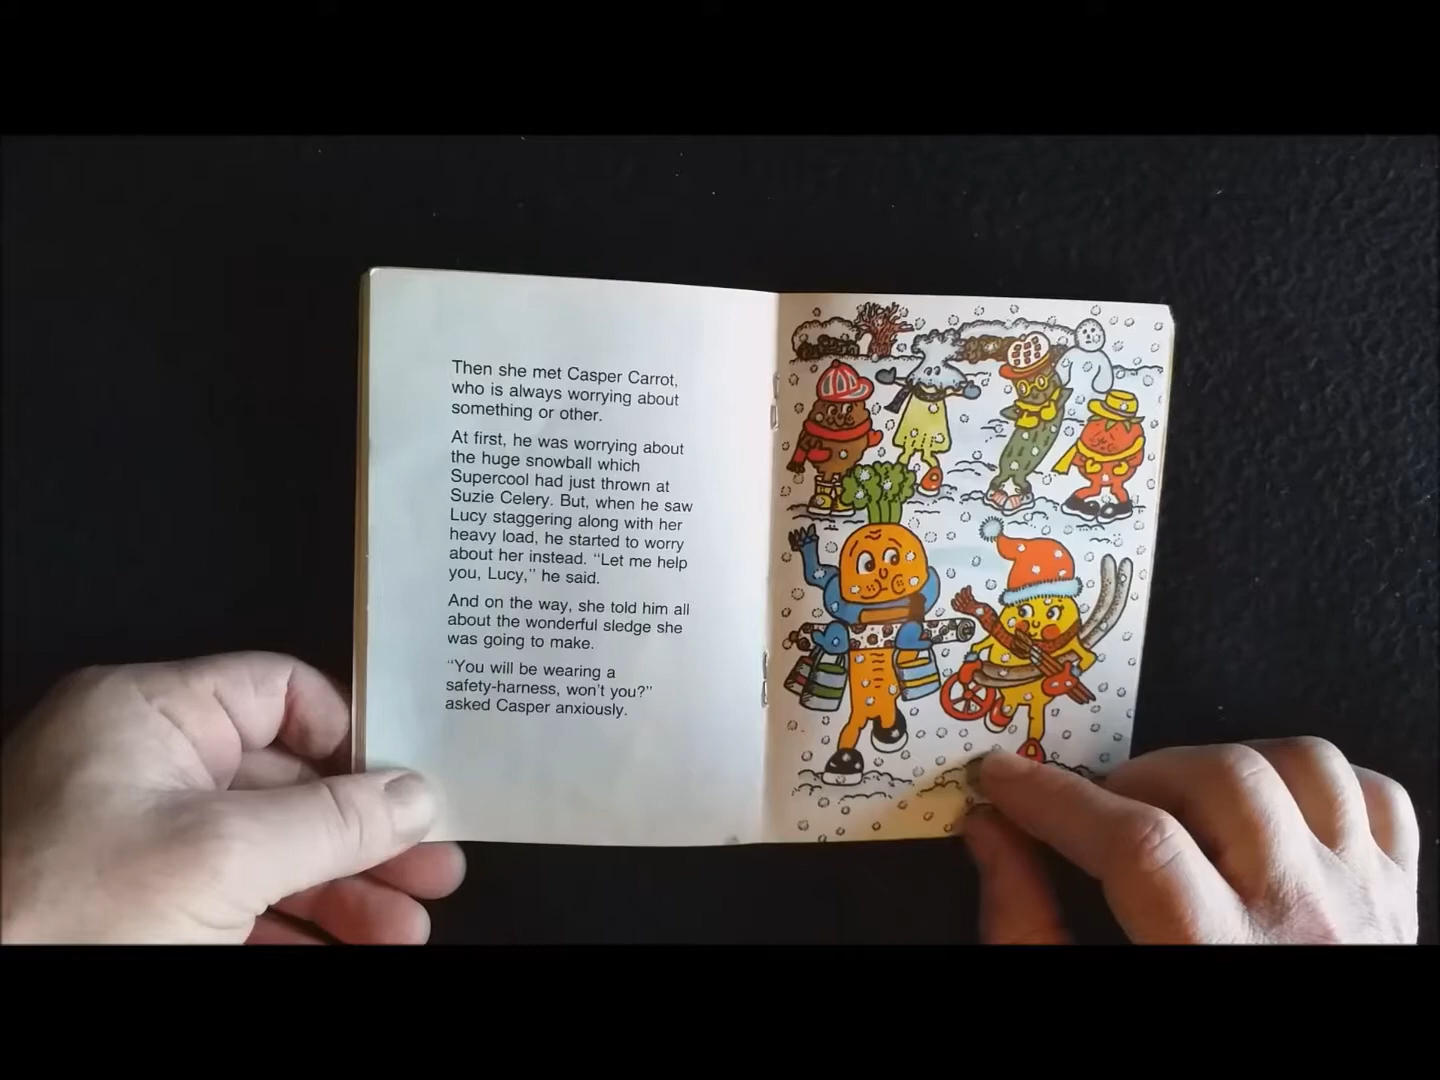 Then she met Casper Carrot,
who is always worrying about
something or other.
At first, he was worrying about
the huge snowball which
Supercool had just thrown at
Suzie Celery. But, when he saw
Lucy staggering along with her
heavy load, he started to worry
about her instead. “Let me help
you, Lucy,” he said.
And on the way, she told him all
about the wonderful sledge she
was going to make.
“You will be wearing a
safety-harness, won’t you?”
asked Casper anxiously.